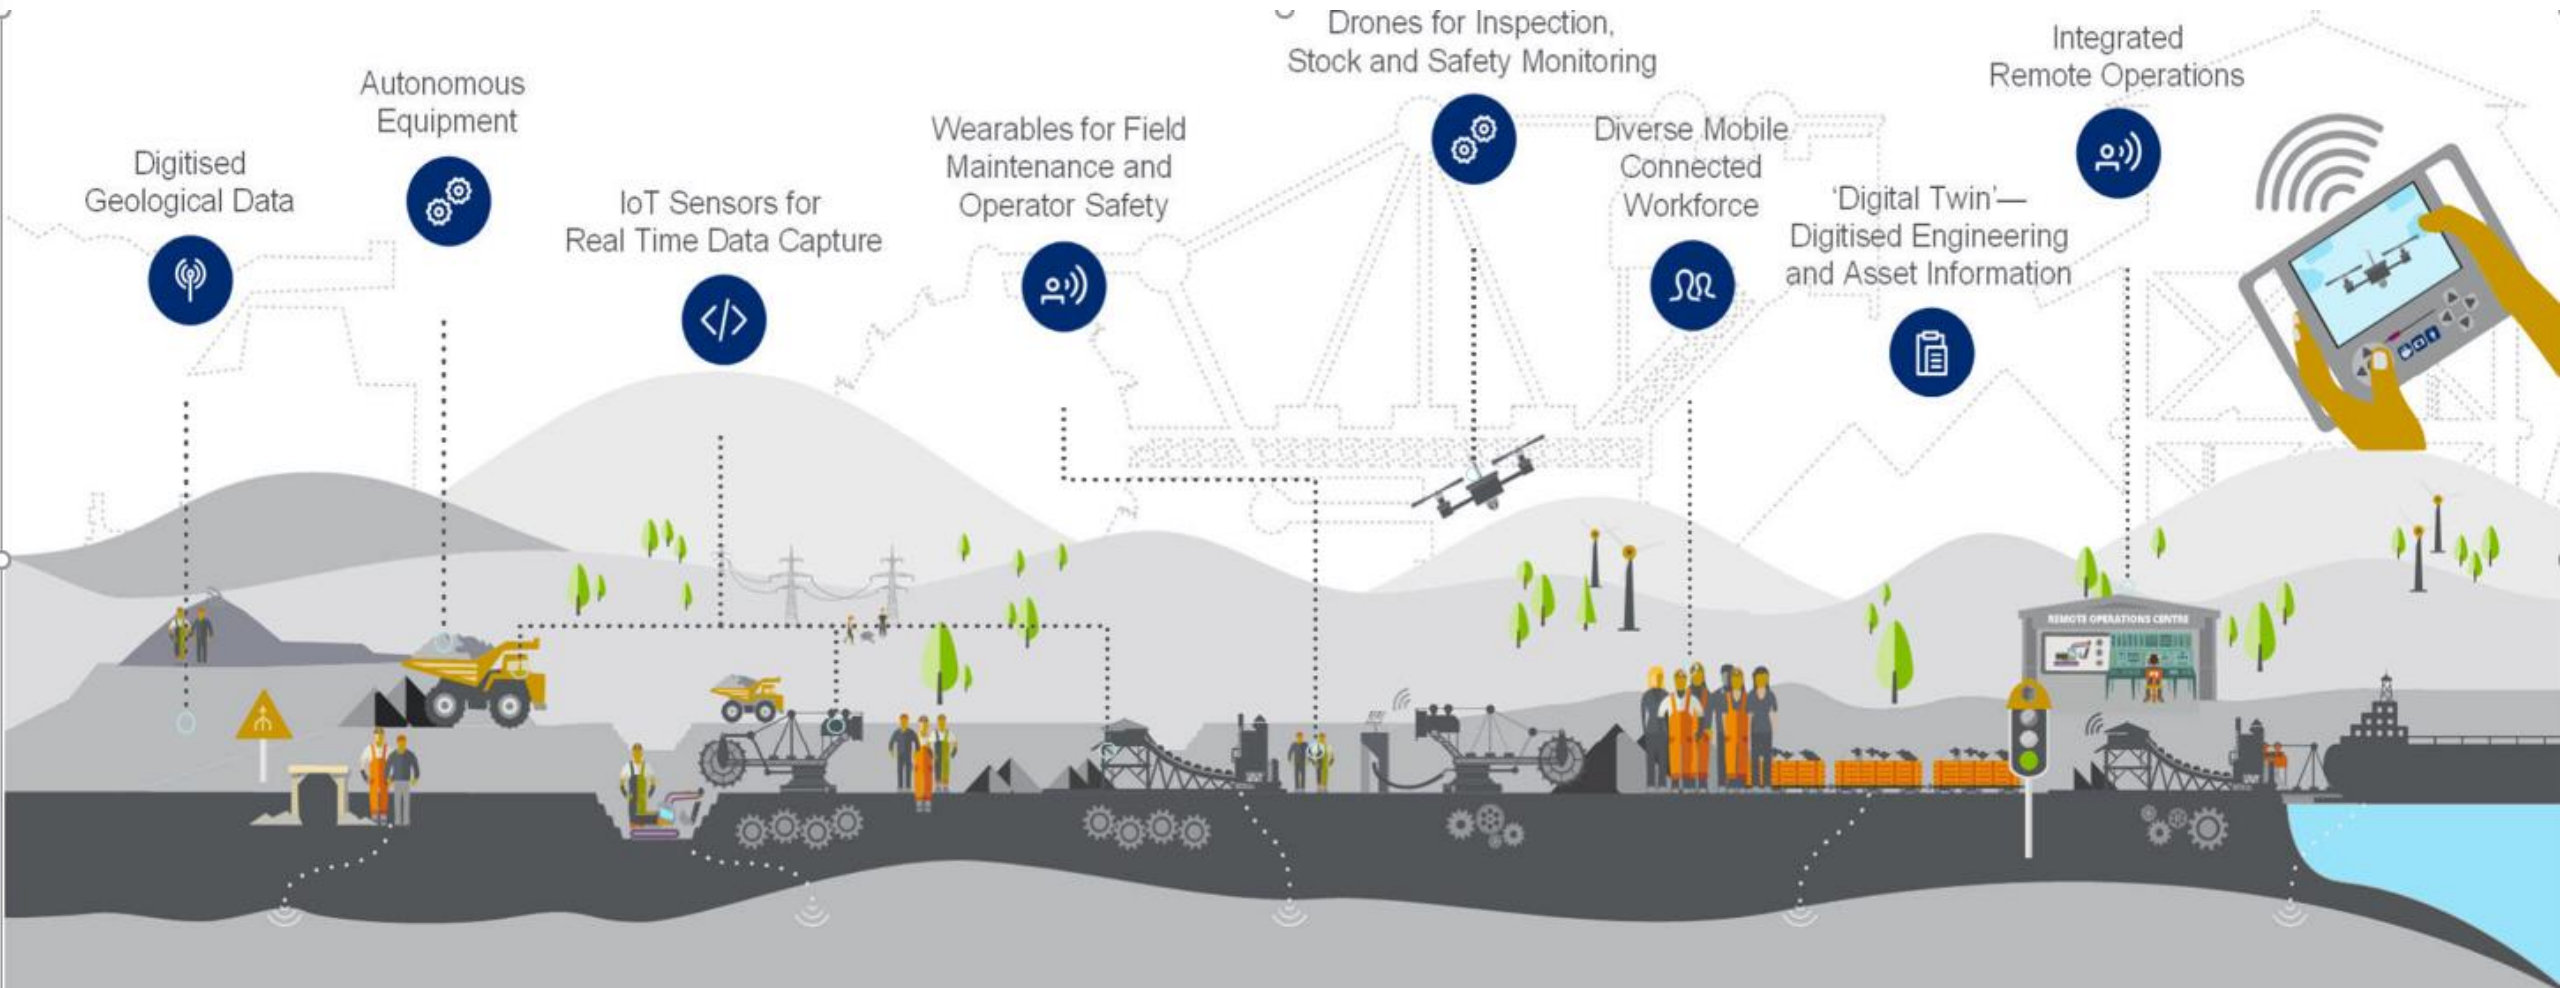 Digitised
Geological Data
Autonomous
Equipment
IoT Sensors for
Real Time Data Capture
Wearables for Field
Maintenance and
Operator Safety
Drones for Inspection,
Stock and Safety Monitoring
Diverse Mobile
Connected
Workforce
'Digital Twin'—
Digitised Engineering
and Asset Information
Integrated
Remote Operations
REMOTE OPERATIONS CENTRE